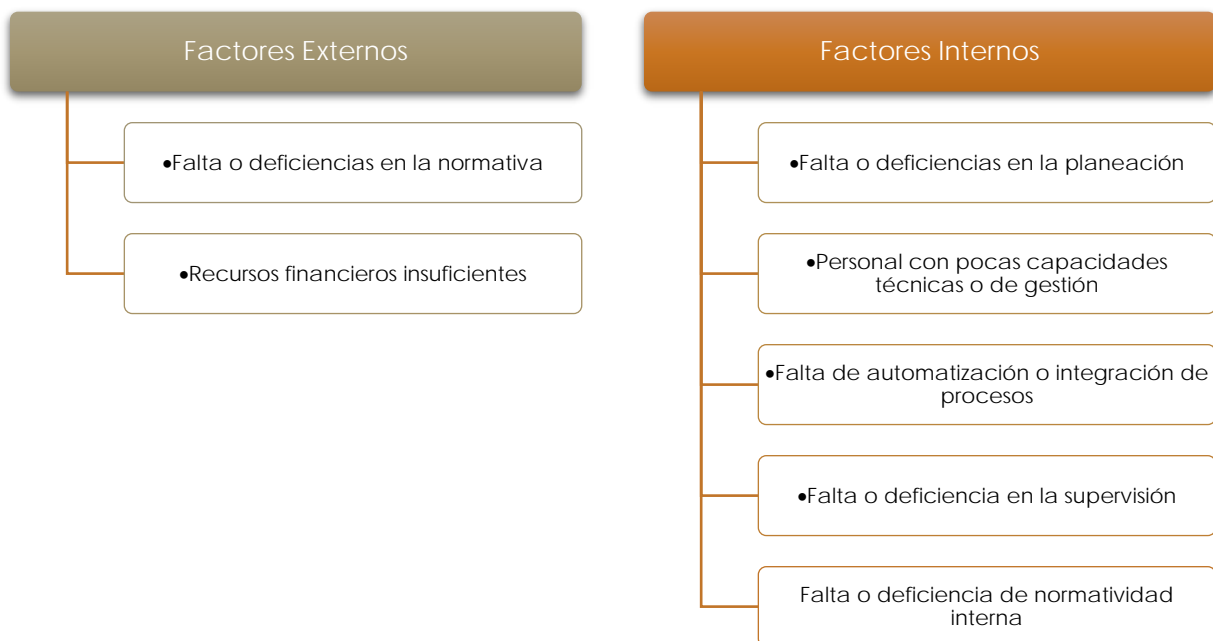 Factores Externos
•Falta o deficiencias en la normativa
•Recursos financieros insuficientes
Factores Internos
•Falta o deficiencias en la planeación
•Personal con pocas capacidades
técnicas o de gestión
•Falta de automatización o integración de
procesos
•Falta o deficiencia en la supervisión
Falta o deficiencia de normatividad
interna